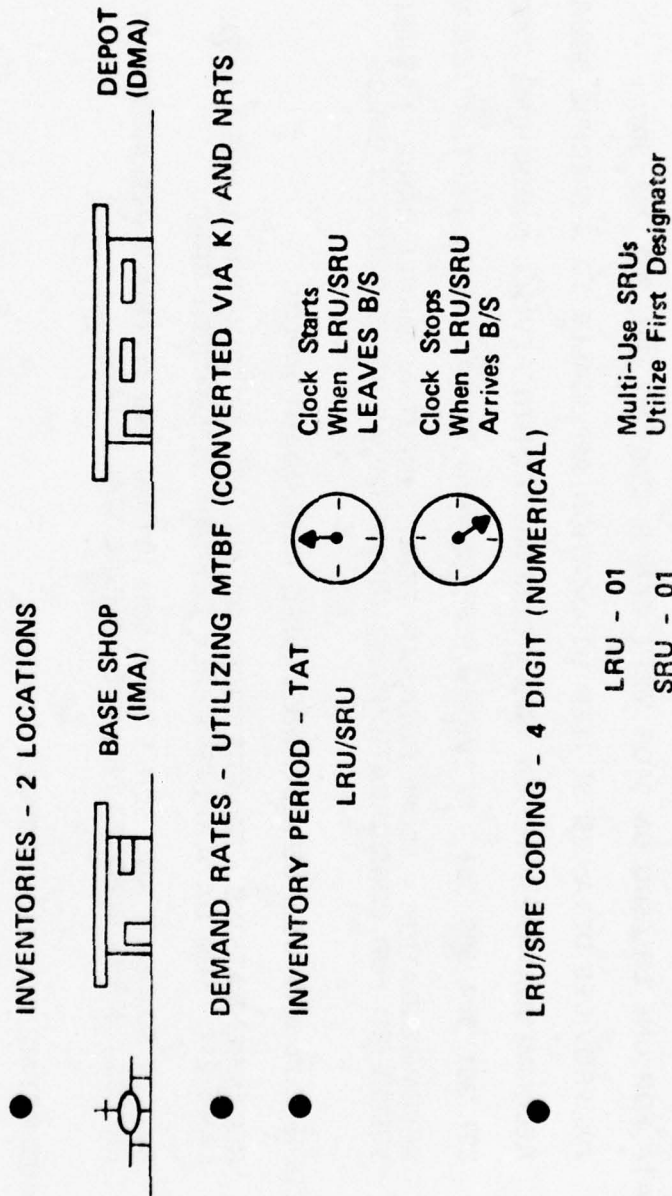 ● INVENTORIES - 2 LOCATIONS
BASE SHOP
(IMA)
DEPOT
(DMA)
● DEMAND RATES - UTILIZING MTBF (CONVERTED VIA K) AND NRTS
● INVENTORY PERIOD - TAT
LRU/SRU
Clock Starts
When LRU/SRU
LEAVES B/S
Clock Stops
When LRU/SRU
Arrives B/S
● LRU/SRE CODING - 4 DIGIT (NUMERICAL)
LRU - 01
SRU - 01
Multi-Use SRUs
Utilize First Designator